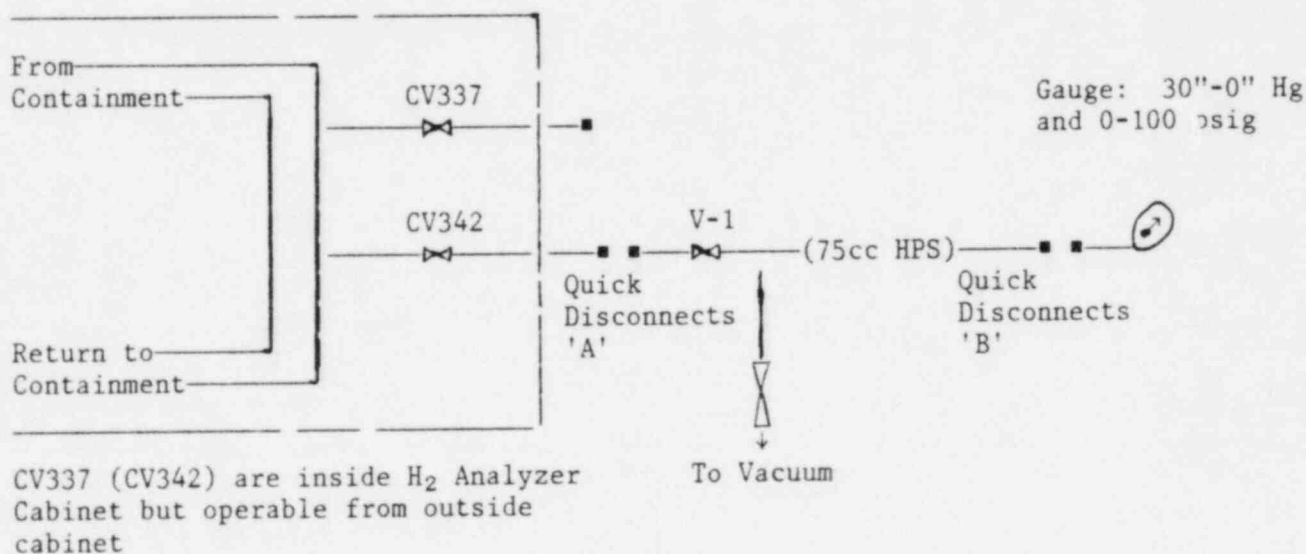 From
Containment
CV337
Gauge: 30"-0" Hg
and 0-100 psig
CV342
V-1
(75cc HPS)
Quick
Disconnects
'A'
Quick
Disconnects
'B'
Return to
Containment
To Vacuum
CV337 (CV342) are inside H₂ Analyzer
Cabinet but operable from outside
cabinet